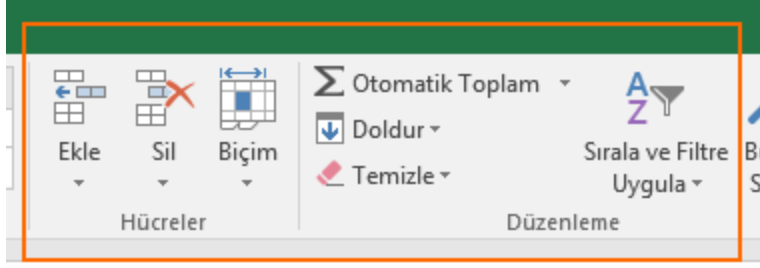 Ekle
Sil
Biçim
Hücreler
Otomatik Toplam
Doldur
Temizle
Sırala ve Filtre
Uygula
Düzenleme